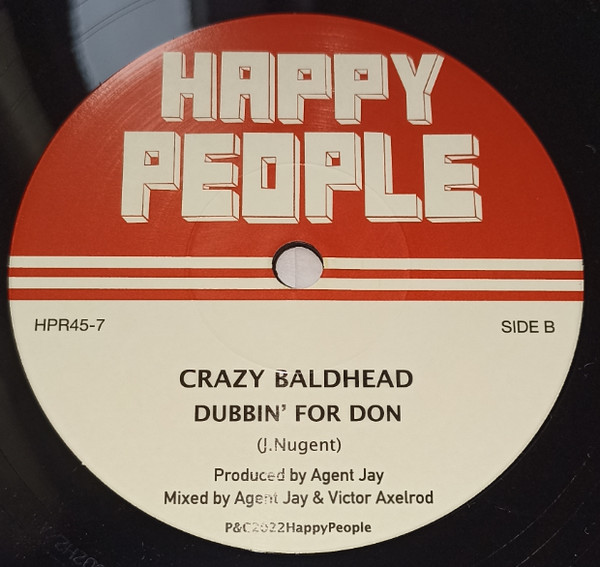 HAPPY
PEOPLE
HPR45-7
SIDE B
CRAZY BALDHEAD
DUBBIN' FOR DON
(J.Nugent)
Produced by Agent Jay
Mixed by Agent Jay & Victor Axelrod
P&C2022HappyPeople